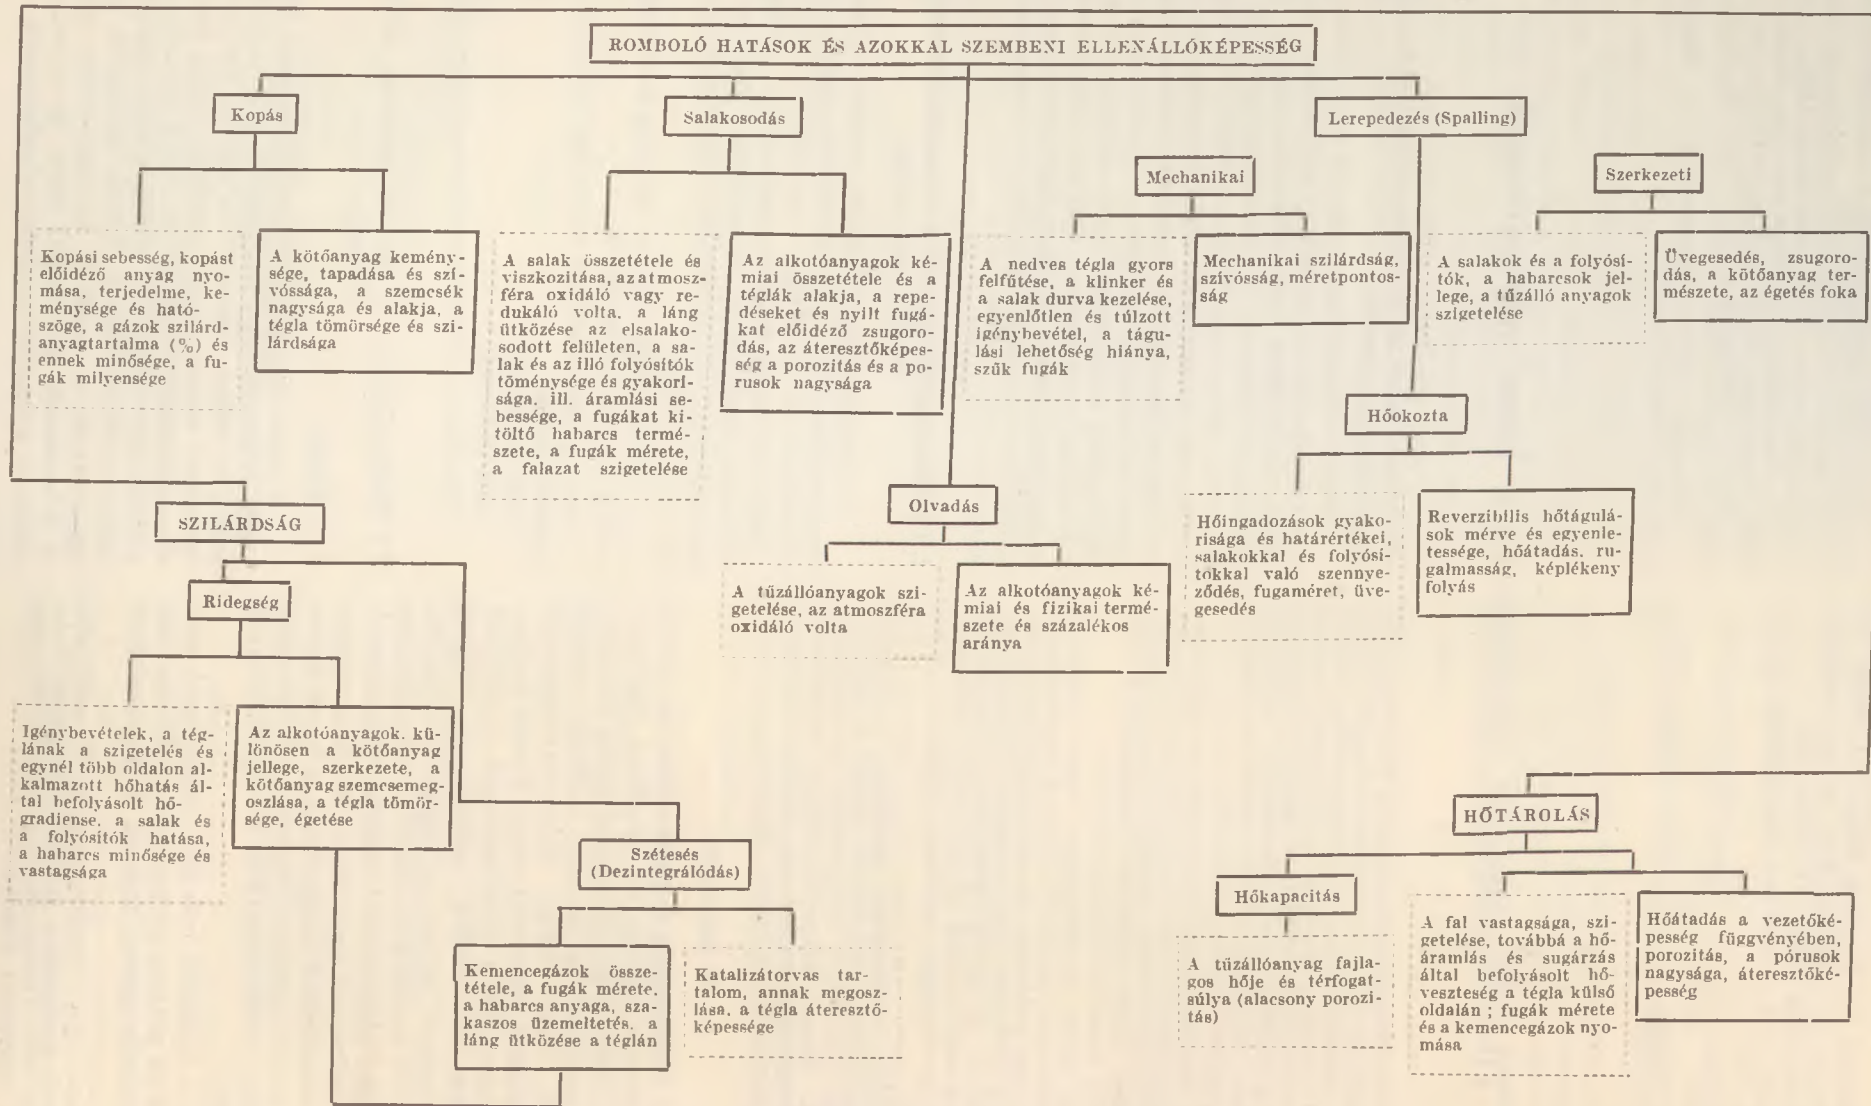 ROMBOLÓ HATÁSOK ÉS AZOKKAL SZEMBENI ELLENÁLLÓKÉPESSÉG
Kopás
Salakosodás
Lerepedezés (Spalling)
Mechanikai
Szerkezeti
Kopási sebesség, kopást
előidéző anyag nyo-
mása, terjedelme, ke-
ménysége és ható-
szöge, a gázok szilárd-
anyagtartalma (%) és
ennek minősége, a fu-
gák milyensége
A kötőanyag kemény-
sége, tapadása és szí-
vóssága, a szemcsék
nagysága és alakja, a
tégla tömörsége és szi-
lárdsága
A salak összetétele és
viszkozitása, az atmosz-
féra oxidáló vagy re-
dukáló volta, a láng
ütközése az elsalako-
sodott felületen, a sa-
lak és az illó folyósítók
töménysége és gyakori-
sága, ill. áramlási se-
bessége, a fugákat ki-
töltő habarcs termé-
szete, a fugák mérete,
a falazat szigetelése
Az alkotóanyagok ké-
miai összetétele és a
téglák alakja, a repe-
déseket és nyilt fugá-
kat előidéző zsugoro-
dás, az áteresztőképes-
ség a porozitás és a po-
rusok nagysága
A nedves tégla gyors
felfűtése, a klinker és
a salak durva kezelése,
egyenlőtlen és túlzott
igénybevétel, a tágu-
lási lehetőség hiánya,
szűk fugák
Mechanikai szilárdság,
szívósság, méretpontos-
ság
A salakok és a folyósí-
tók, a habarcsok jel-
lege, a tűzálló anyagok
szigetelése
Üvegesedés, zsugoro-
dás, a kötőanyag ter-
mészete, az égetés foka
Hőokozta
Hőingadozások gyako-
risága és határértékei,
salakokkal és folyósí-
tokkal való szennye-
ződés, fugaméret, üve-
gesedés
Reverzibilis hőtágulá-
sok mérve és egyenle-
tessége, hőátadás, ru-
galmasság, képlékeny
folyás
Olvadás
A tűzállóanyagok szi-
getelése, az atmoszféra
oxidáló volta
Az alkotóanyagok ké-
miai és fizikai termé-
szete és százalékos
aránya
SZILÁRDSÁG
Ridegség
Igénybevételek, a tég-
lának a szigetelés és
egynél több oldalon al-
kalmazott hőhatás ál-
tal befolyásolt hő-
gradiense, a salak és
a folyósítók hatása,
a habarcs minősége és
vastagsága
Az alkotóanyagok, kü-
lönösen a kötőanyag
jellege, szerkezete, a
kötőanyag szemcsemeg-
oszlása, a tégla tömör-
sége, égetése
Szétesés
(Dezintegrálódás)
Kemencegázok össze-
tétele, a fugák mérete,
a habarcs anyaga, sza-
kaszos üzemeltetés, a
láng ütközése a téglán
Katalizátorvas tar-
talom, annak megosz-
lása, a tégla áteresztő-
képessége
HŐTÁROLÁS
Hőkapacitás
A tűzállóanyag fajla-
gos hője és térfogat-
súlya (alacsony porozi-
tás)
A fal vastagsága, szi-
getelése, továbbá a hő-
áramlás és sugárzás
által befolyásolt hő-
veszteség a tégla külső
oldalán ; fugák mérete
és a kemencegázok nyo-
mása
Hőátadás a vezetőké-
pesség függvényében,
porozitás, a pórusok
nagysága, áteresztőké-
pesség